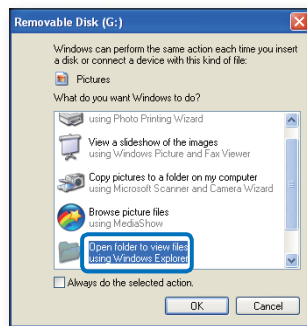 Removable Disk (G:)
Windows can perform the same action each time you insert
a disk or connect a device with this kind of file:
Pictures
What do you want Windows to do?
using Photo Printing Wizard
View a slideshow of the images
using Windows Picture and Fax Viewer
Copy pictures to a folder on my computer
using Microsoft Scanner and Camera Wizard
Browse picture files
using MediaShow
Open folder to view files
using Windows Explorer
Always do the selected action.
OK
Cancel